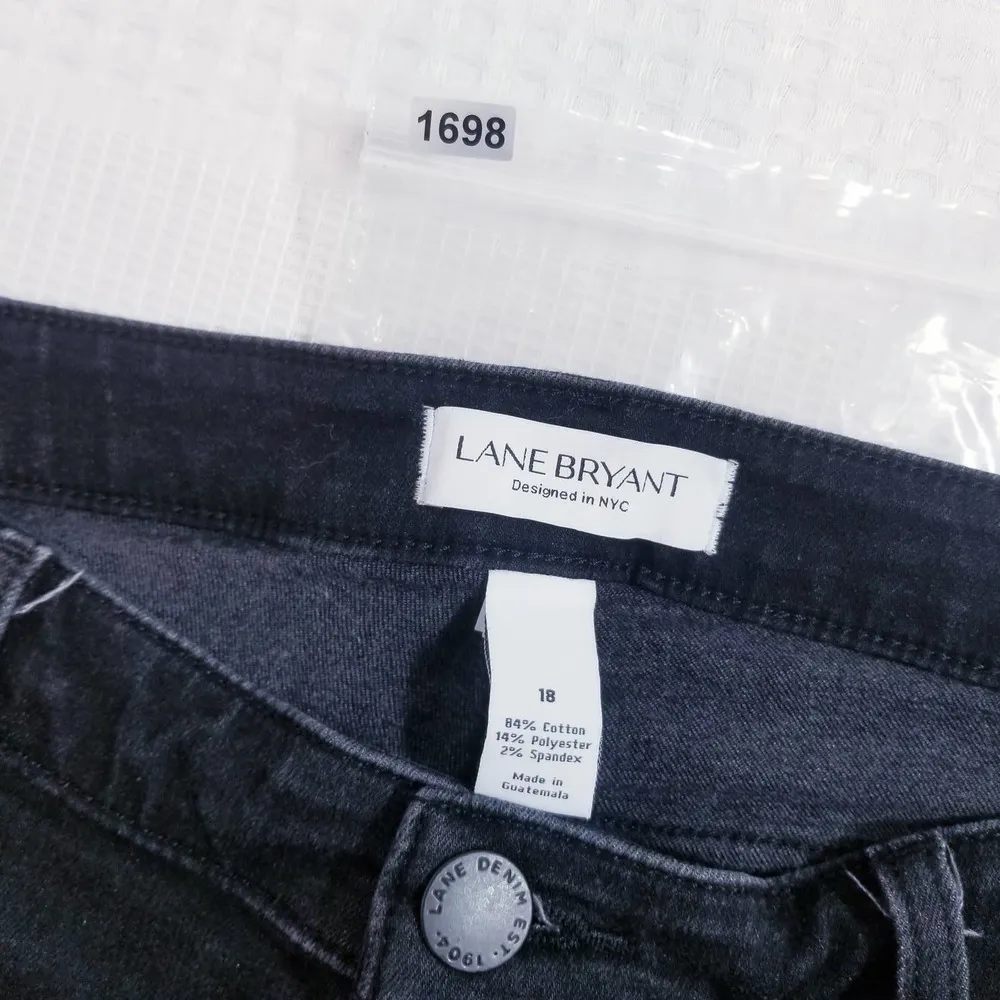 1698
LANE BRYANT
Designed in NYC
18
84% Cotton
14% Polyester
2% Spandex
Made in
Guatemala
LANE DENIM EST. 1904.